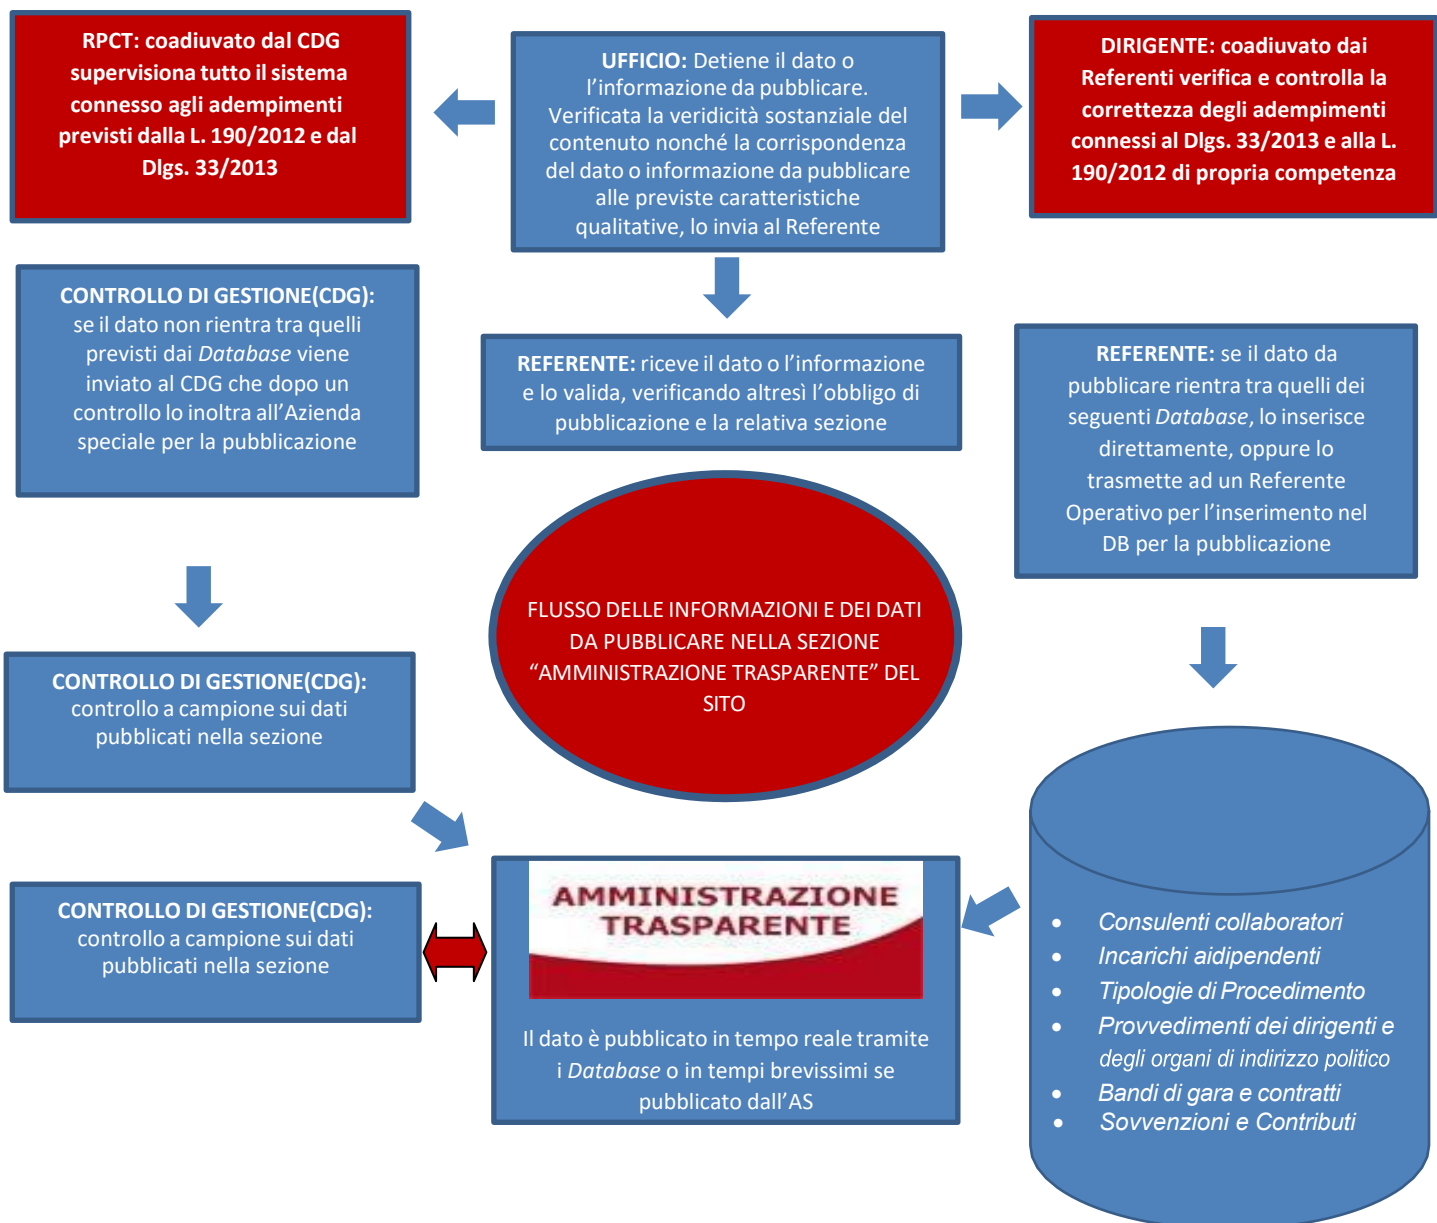 RPCT: coadiuvato dal CDG
supervisiona tutto il sistema
connesso agli adempimenti
previsti dalla L. 190/2012 e dal
Dlgs. 33/2013
UFFICIO: Detiene il dato o
l’informazione da pubblicare.
Verificata la veridicità sostanziale del
contenuto nonché la corrispondenza
del dato o informazione da pubblicare
alle previste caratteristiche
qualitative, lo invia al Referente
DIRIGENTE: coadiuvato dai
Referenti verifica e controlla la
correttezza degli adempimenti
connessi al Dlgs. 33/2013 e alla L.
190/2012 di propria competenza
CONTROLLO DI GESTIONE(CDG):
se il dato non rientra tra quelli
previsti dai Database viene
inviato al CDG che dopo un
controllo lo inoltra all’Azienda
speciale per la pubblicazione
REFERENTE: riceve il dato o l’informazione
e lo valida, verificando altresì l’obbligo di
pubblicazione e la relativa sezione
REFERENTE: se il dato da
pubblicare rientra tra quelli dei
seguenti Database, lo inserisce
direttamente, oppure lo
trasmette ad un Referente
Operativo per l’inserimento nel
DB per la pubblicazione
FLUSSO DELLE INFORMAZIONI E DEI DATI
DA PUBBLICARE NELLA SEZIONE
“AMMINISTRAZIONE TRASPARENTE” DEL
SITO
CONTROLLO DI GESTIONE(CDG):
controllo a campione sui dati
pubblicati nella sezione
CONTROLLO DI GESTIONE(CDG):
controllo a campione sui dati
pubblicati nella sezione
AMMINISTRAZIONE
TRASPARENTE
Il dato è pubblicato in tempo reale tramite
i Database o in tempi brevissimi se
pubblicato dall’AS
• Consulenti collaboratori
• Incarichi aidipendenti
• Tipologie di Procedimento
• Provvedimenti dei dirigenti e
degli organi di indirizzo politico
• Bandi di gara e contratti
• Sovvenzioni e Contributi